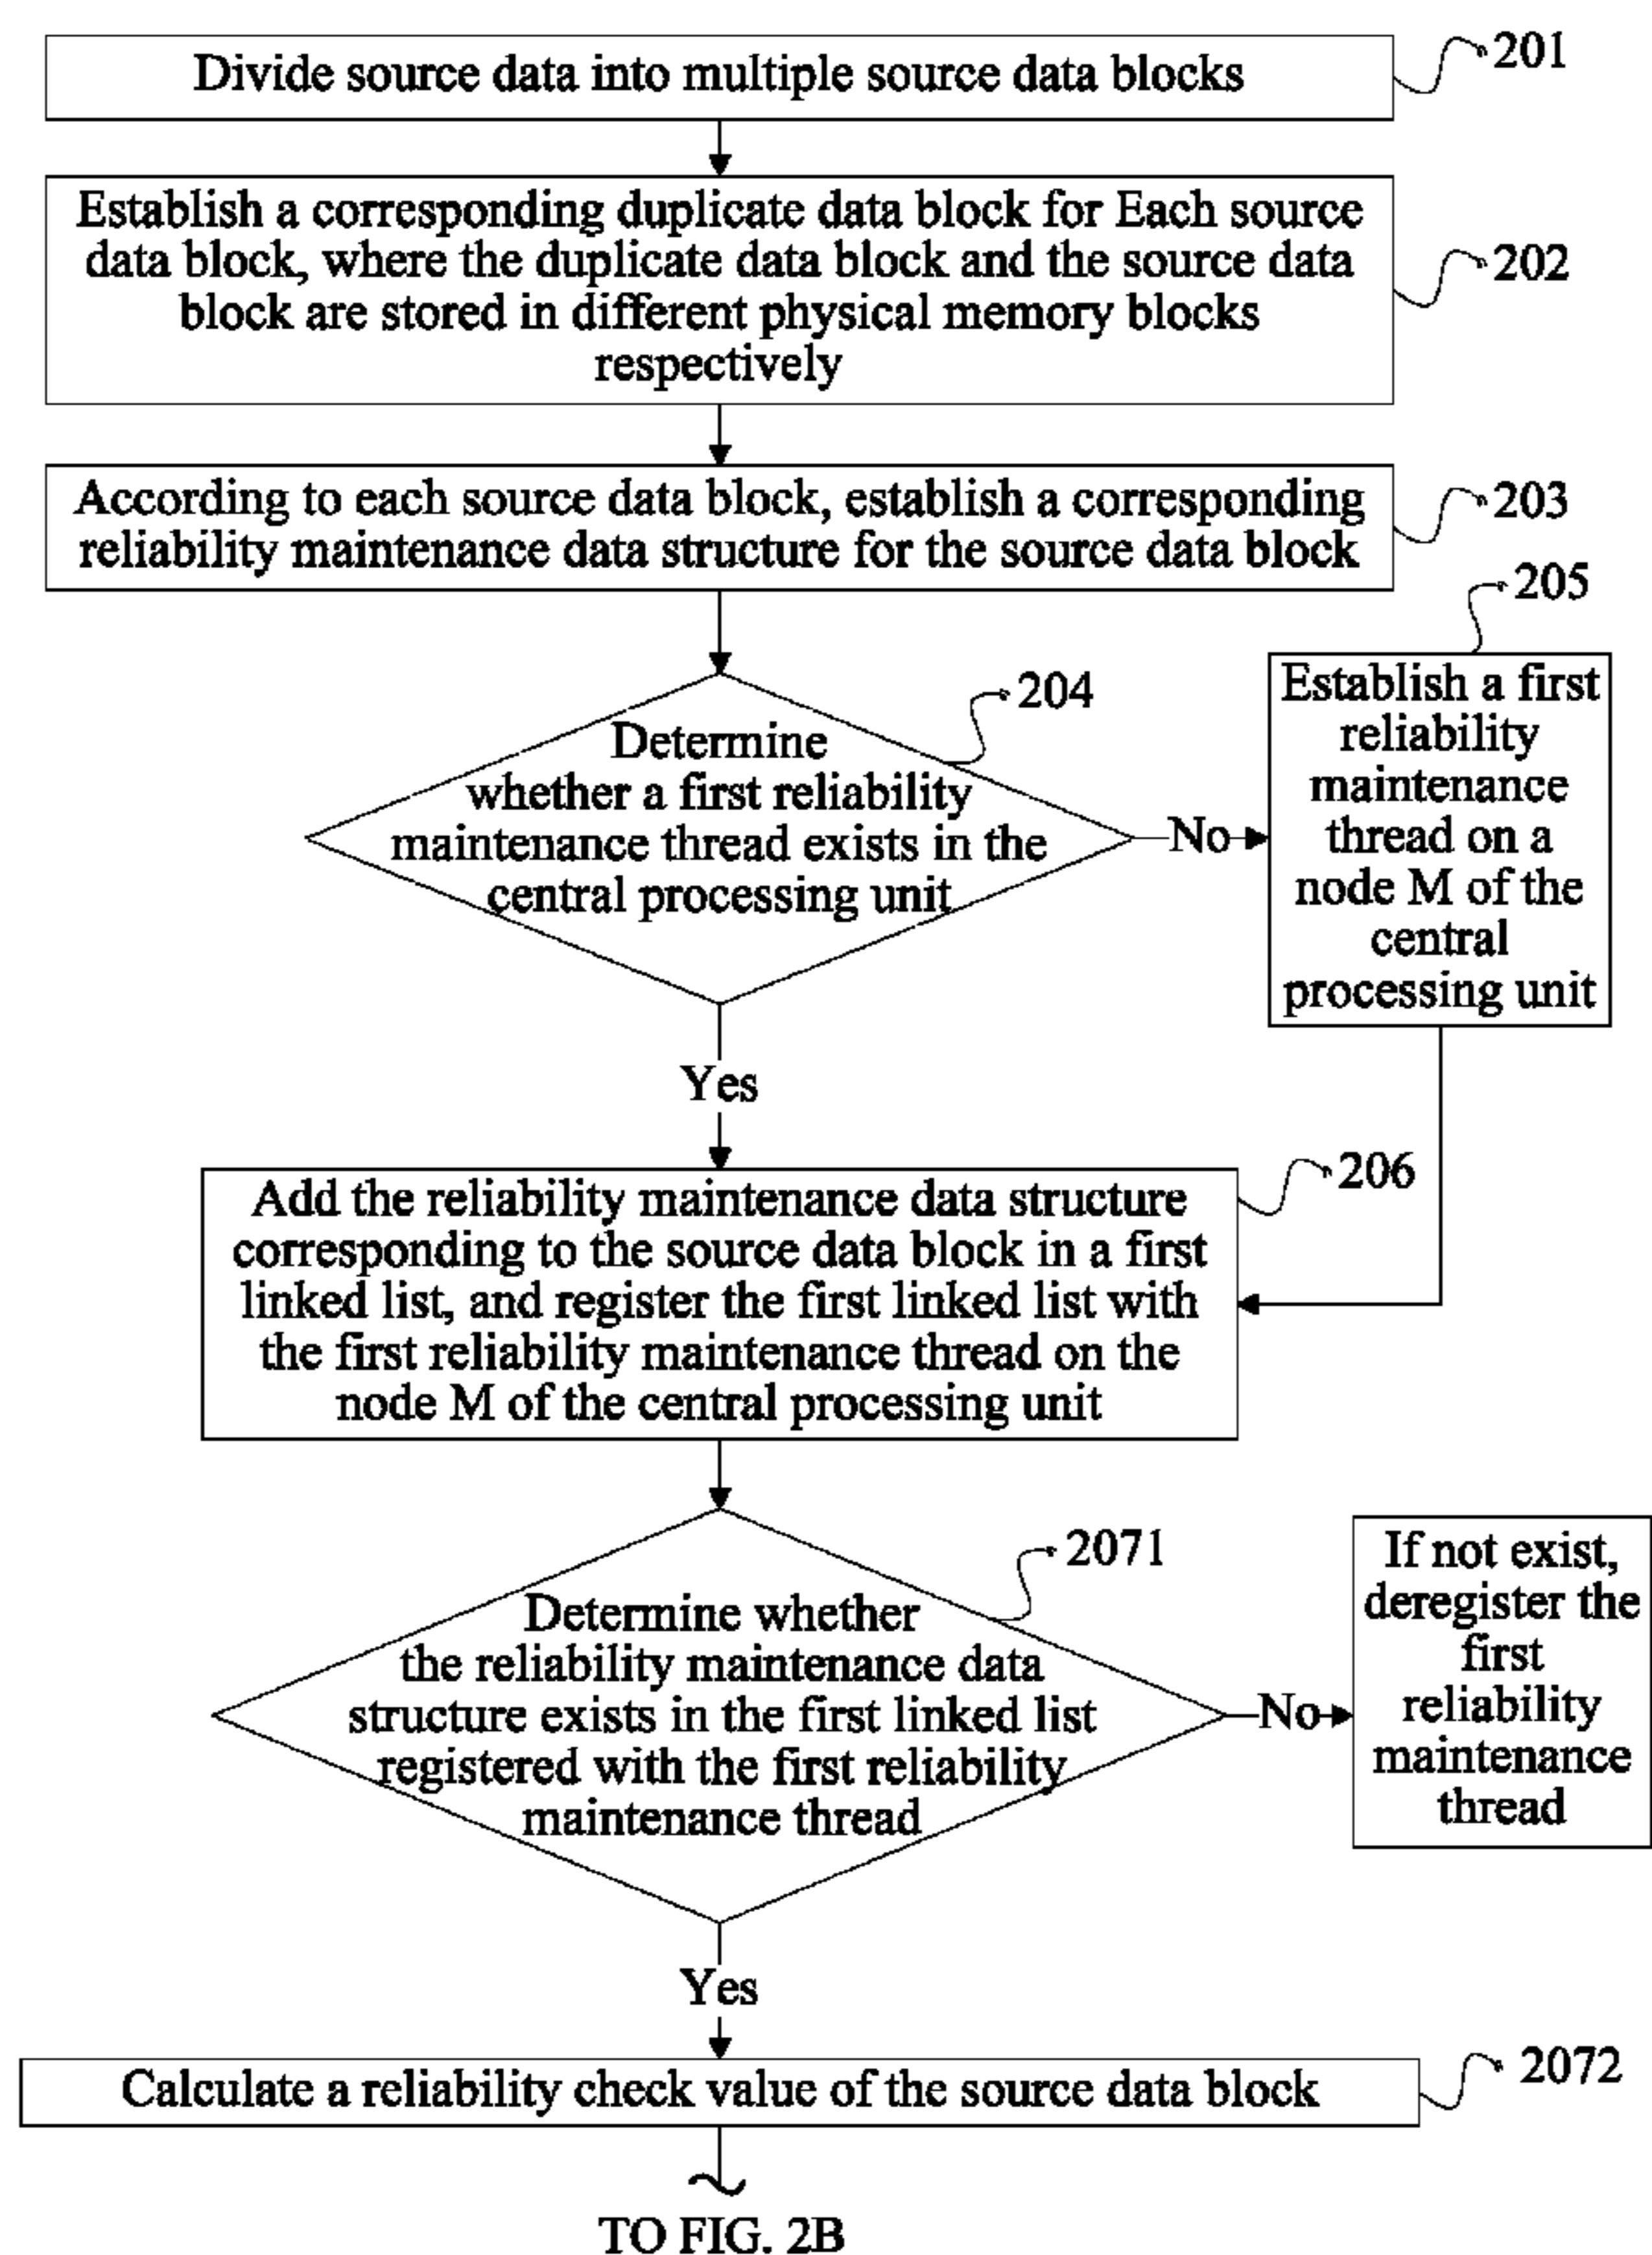 Divide source data into multiple source data blocks
201
Establish a corresponding duplicate data block for Each source
data block, where the duplicate data block and the source data
block are stored in different physical memory blocks
respectively
202
According to each source data block, establish a corresponding
reliability maintenance data structure for the source data block
203
Determine
whether a first reliability
maintenance thread exists in the
central processing unit
204
No
205
Establish a first
reliability
maintenance
thread on a
node M of the
central
processing unit
Yes
Add the reliability maintenance data structure
corresponding to the source data block in a first
linked list, and register the first linked list with
the first reliability maintenance thread on the
node M of the central processing unit
206
Determine whether
the reliability maintenance data
structure exists in the first linked list
registered with the first reliability
maintenance thread
2071
No
If not exist,
deregister the
first
reliability
maintenance
thread
Yes
Calculate a reliability check value of the source data block
2072
TO FIG. 2B